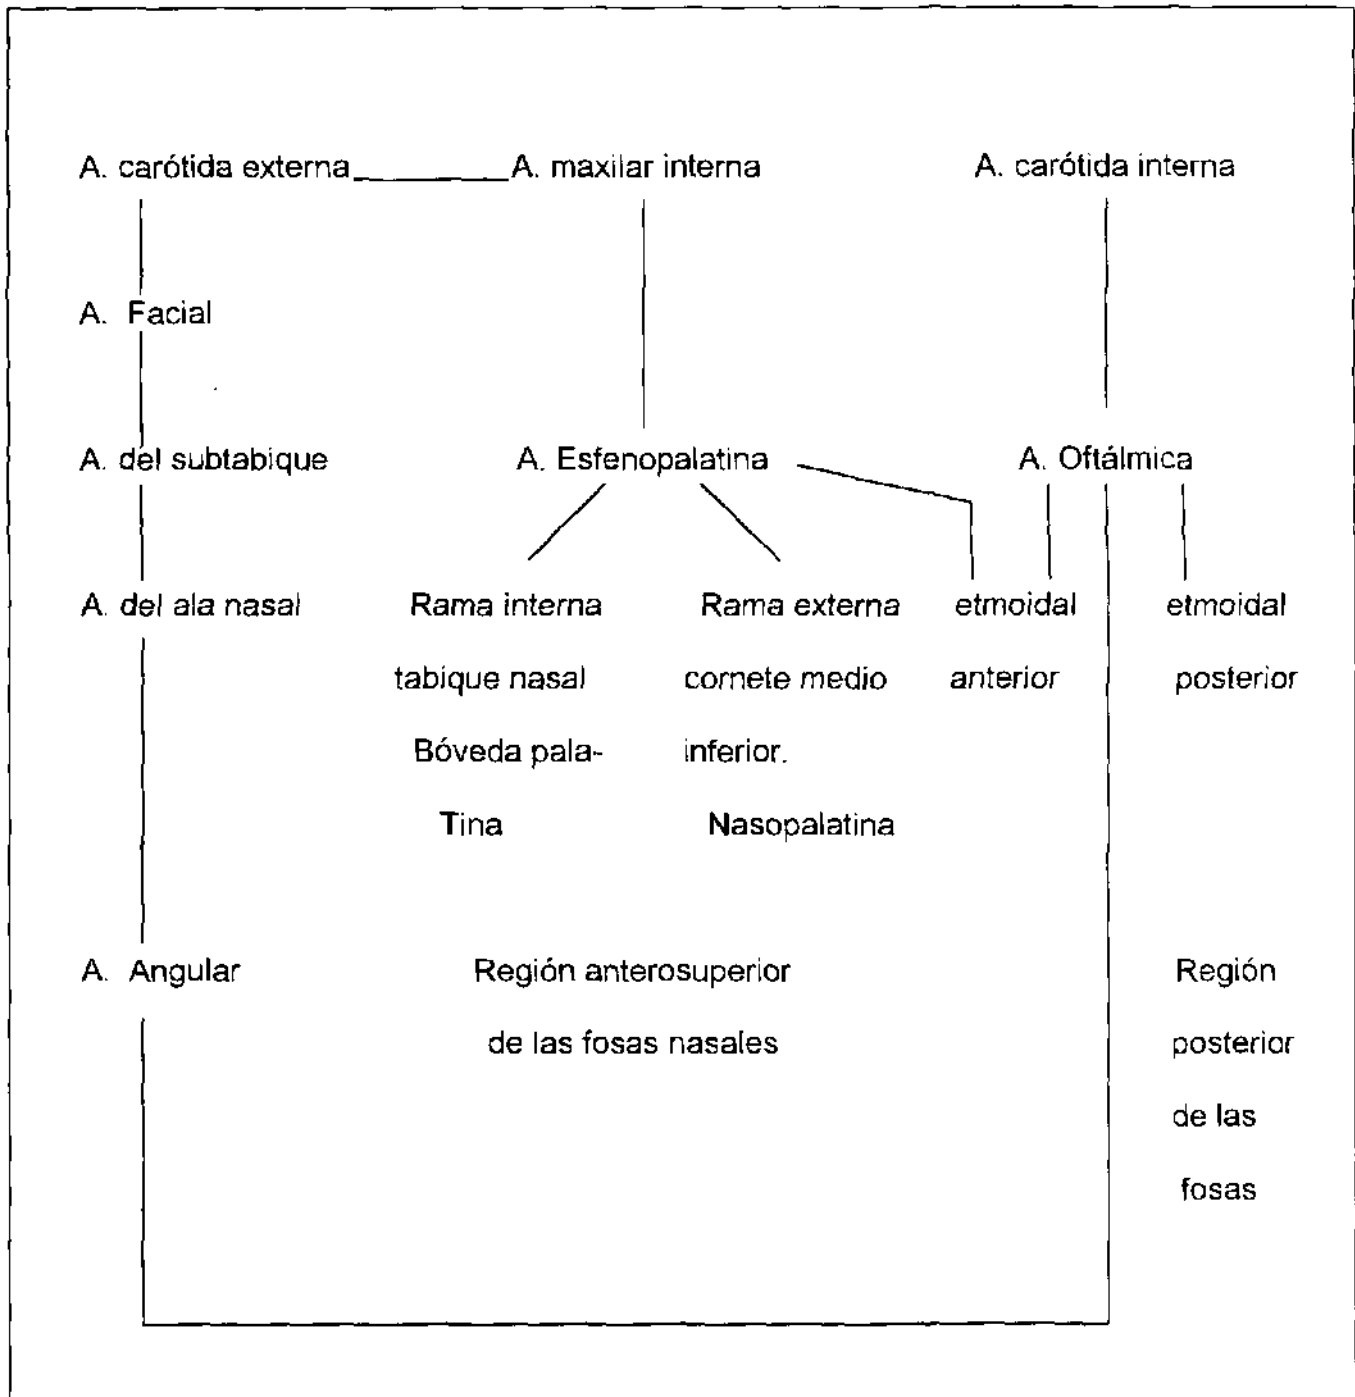 A. carótida externa A. maxilar interna A. carótida interna
A. Facial
A. del subtabique A. Esfenopalatina A. Oftálmica
A. del ala nasal Rama interna Rama externa etmoidal etmoidal
tabique nasal cornete medio anterior posterior
Bóveda pala- inferior.
Tina Nasopalatina
A. Angular Región anterosuperior Región
de las fosas nasales posterior
de las
fosas